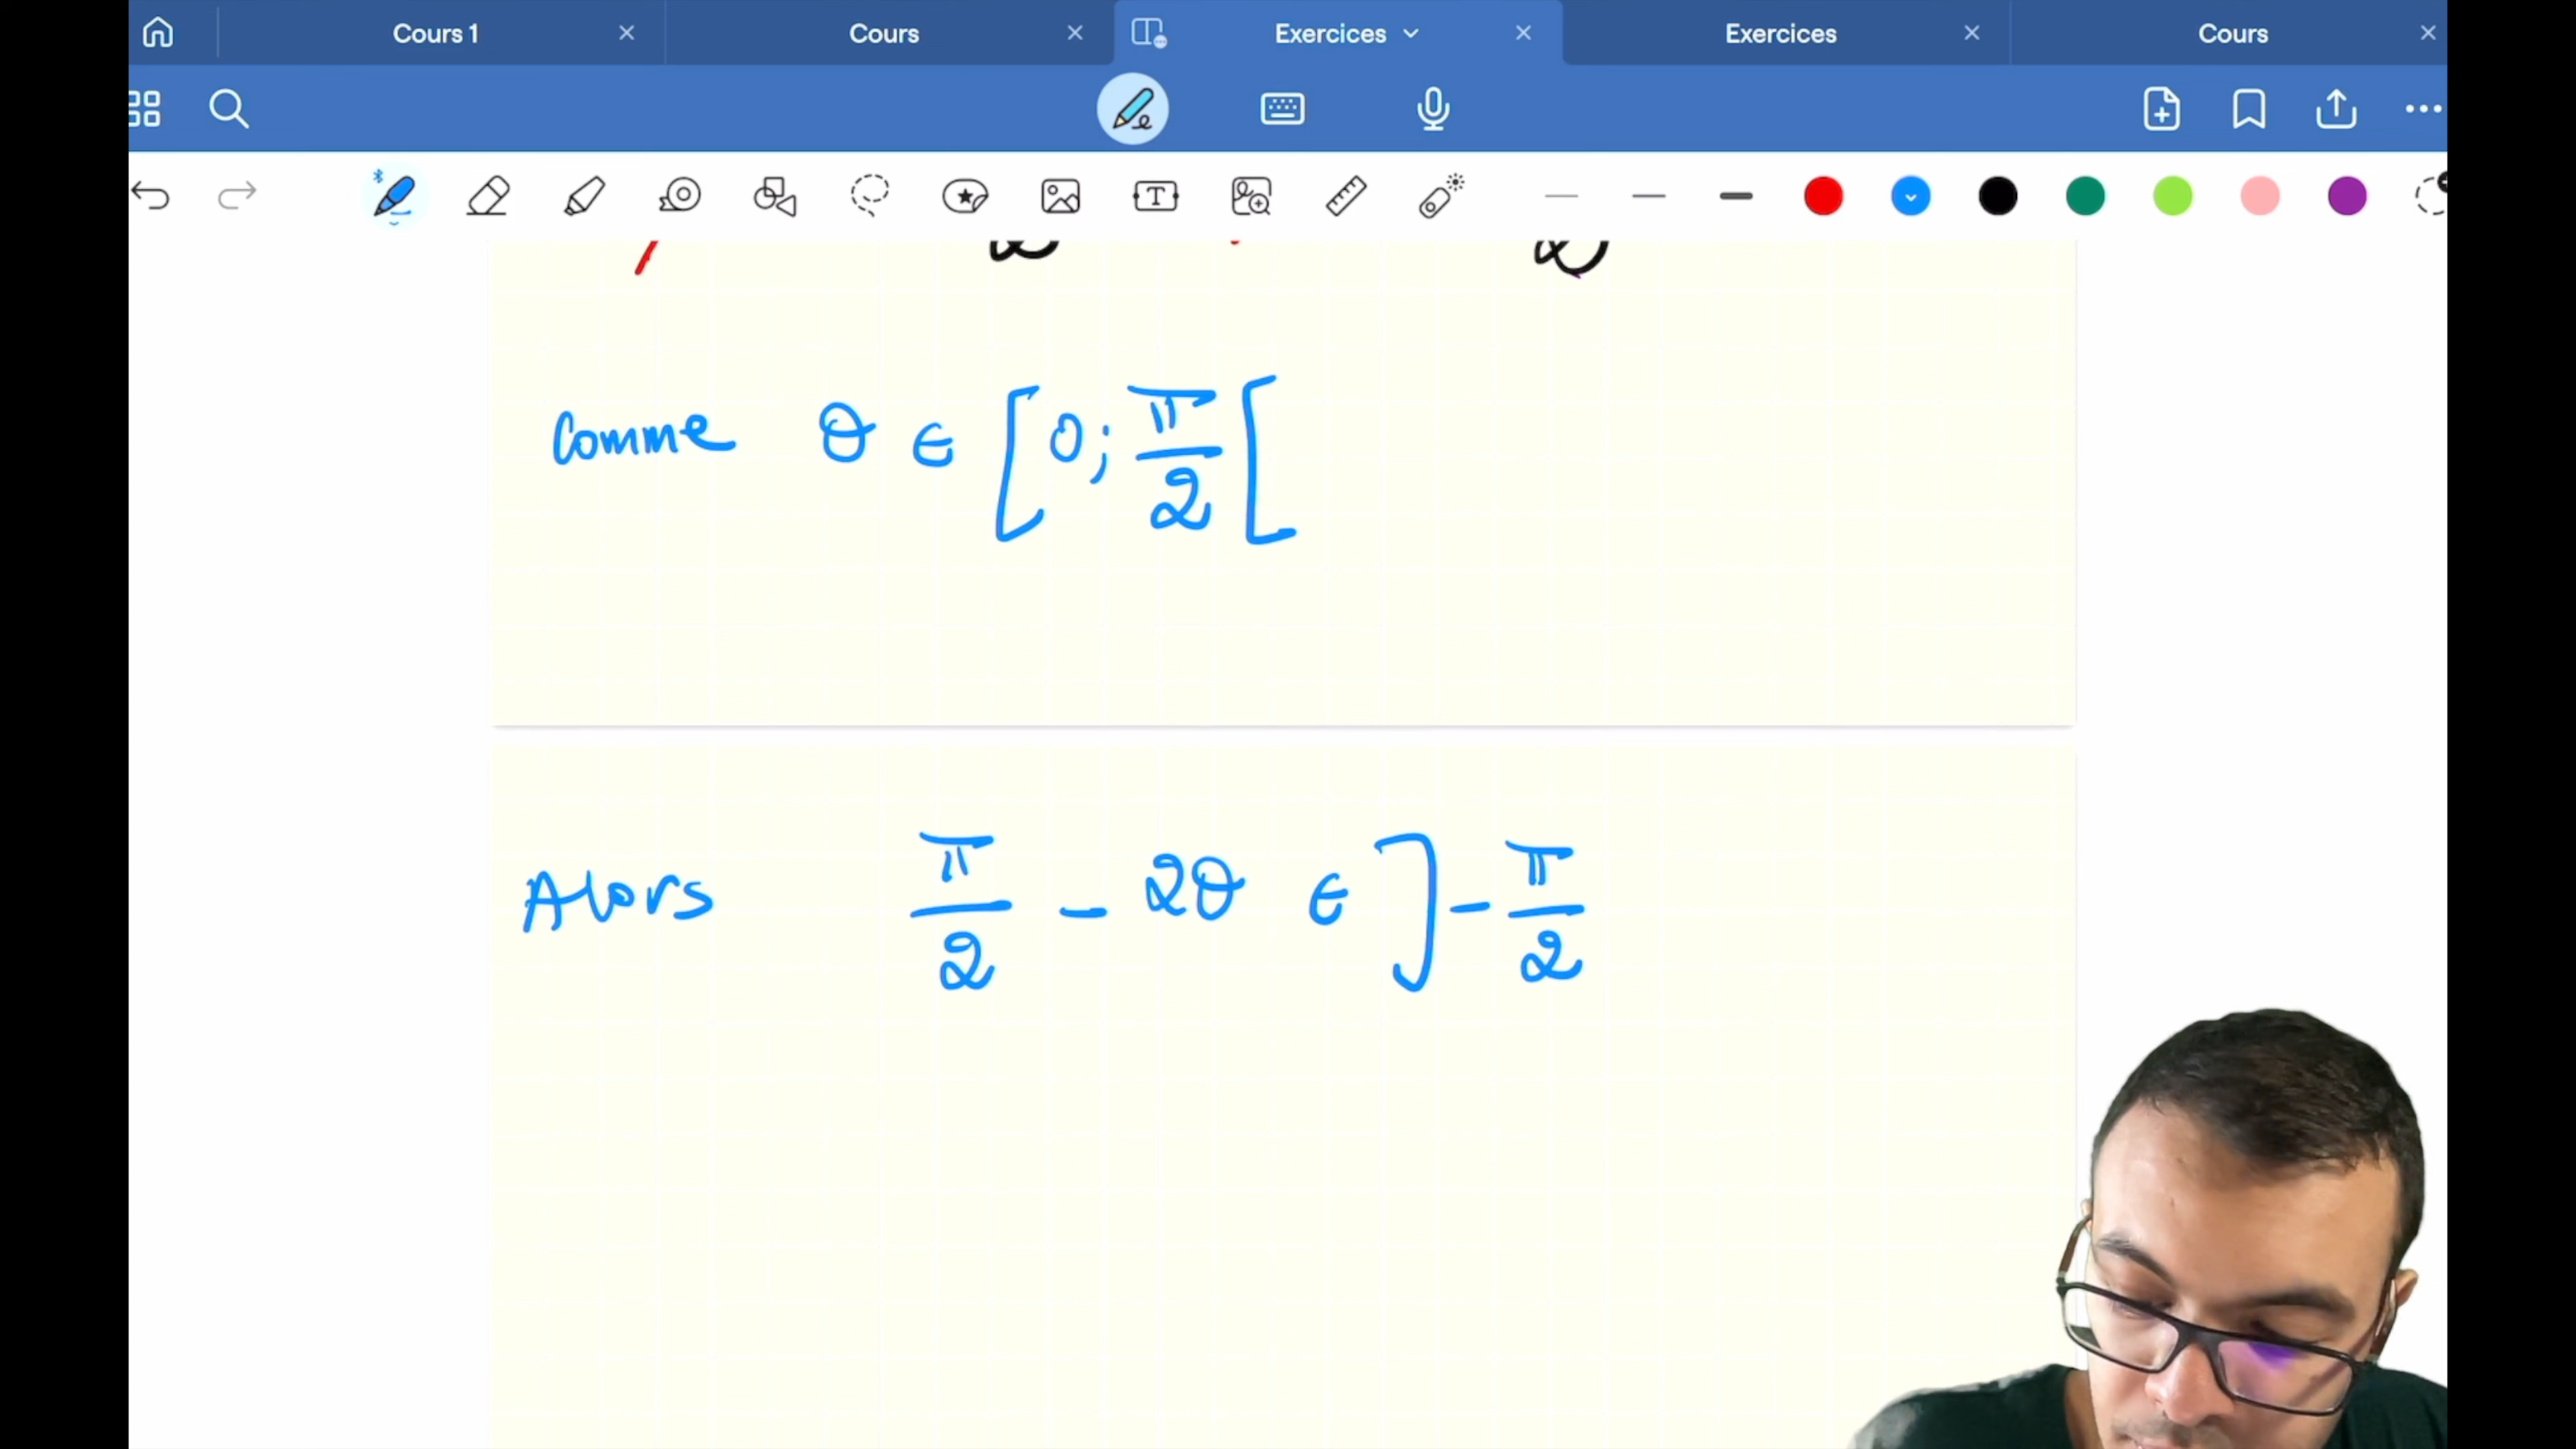 Cours 1 Cours Exercices Exercices Cours
Comme θ ∈ [0; π/2[
Alors π/2 - 2θ ∈ ]-π/2